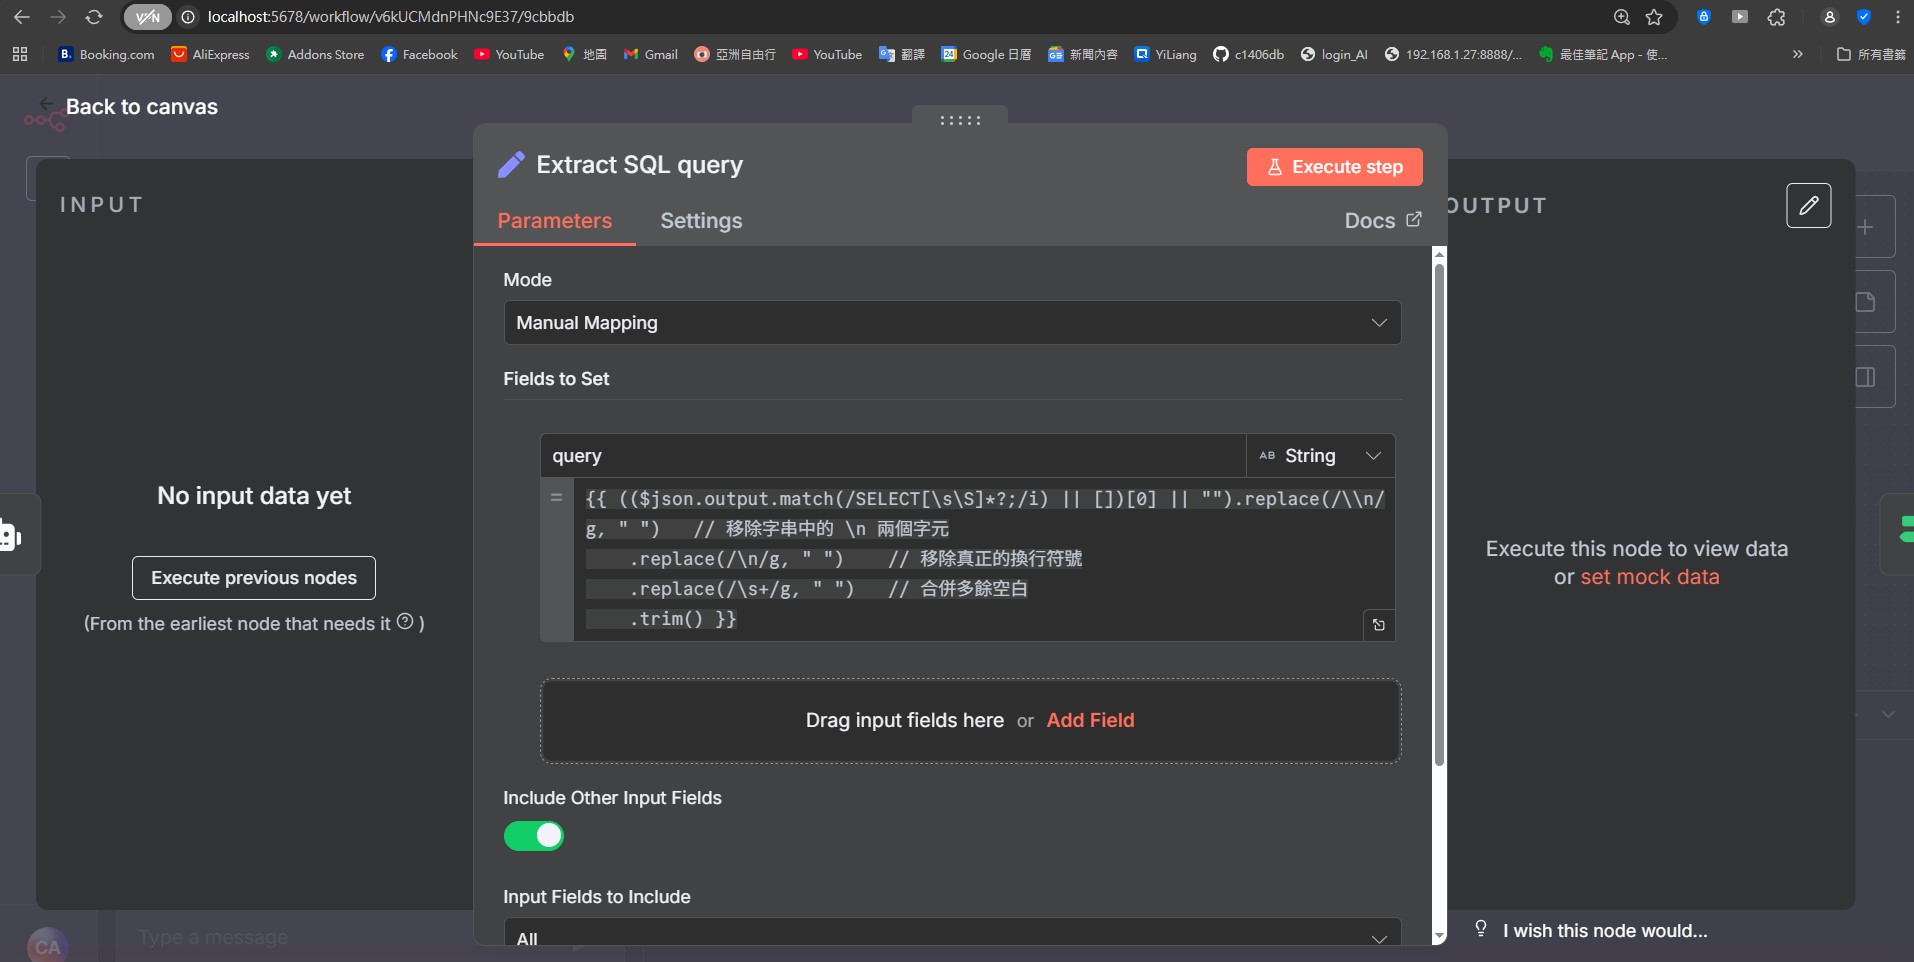 VPN
localhost:5678/workflow/v6kUCMdnPHNc9E37/9cbbdb
Booking.com AliExpress Addons Store Facebook YouTube 地圖 Gmail 亞洲自由行 YouTube 翻譯 Google 日曆 新聞內容 YiLiang c1406db login_AI 192.168.1.27:8888/... 最佳筆記 App - 使... » 所有書籤
Back to canvas
Extract SQL query
Execute step
INPUT
OUTPUT
Parameters
Settings
Docs
Mode
Manual Mapping
Fields to Set
query
AB String
=
{{ (($json.output.match(/SELECT[\s\S]*?;/i) || [])[0] || "").replace(/\\n/
g, " ")   // 移除字串中的 \n 兩個字元
    .replace(/\n/g, " ")    // 移除真正的換行符號
    .replace(/\s+/g, " ")   // 合併多餘空白
    .trim() }}
No input data yet
Execute previous nodes
(From the earliest node that needs it ? )
Execute this node to view data
or set mock data
Drag input fields here or Add Field
Include Other Input Fields
Input Fields to Include
All
I wish this node would...
CA
Type a message